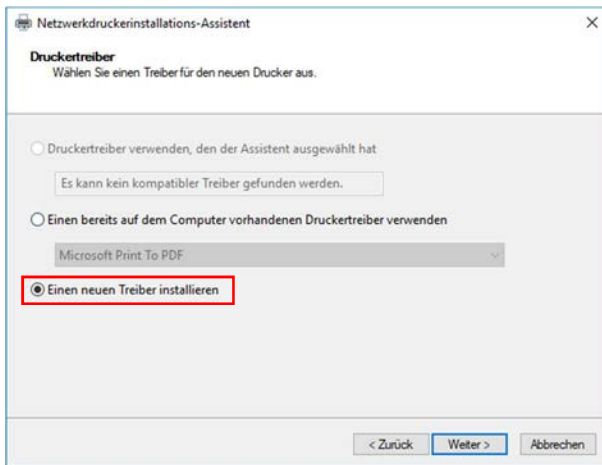 Netzwerkdruckerinstallations-Assistent
Druckertreiber
Wählen Sie einen Treiber für den neuen Drucker aus.
Druckertreiber verwenden, den der Assistent ausgewählt hat
Es kann kein kompatibler Treiber gefunden werden.
Einen bereits auf dem Computer vorhandenen Druckertreiber verwenden
Microsoft Print To PDF
Einen neuen Treiber installieren
< Zurück Weiter > Abbrechen